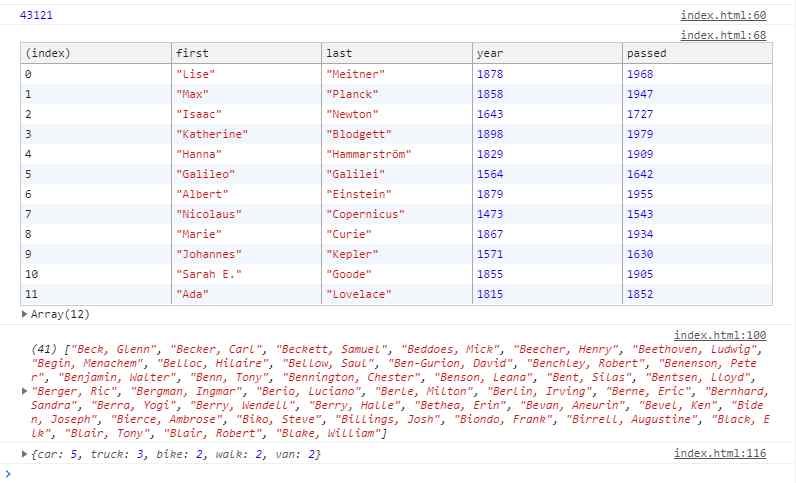 43121 index.html:60
index.html:68
(index) first last year passed
0 "Lise" "Meitner" 1878 1968
1 "Max" "Planck" 1858 1947
2 "Isaac" "Newton" 1643 1727
3 "Katherine" "Blodgett" 1898 1979
4 "Hanna" "Hammarström" 1829 1909
5 "Galileo" "Galilei" 1564 1642
6 "Albert" "Einstein" 1879 1955
7 "Nicolaus" "Copernicus" 1473 1543
8 "Marie" "Curie" 1867 1934
9 "Johannes" "Kepler" 1571 1630
10 "Sarah E." "Goode" 1855 1905
11 "Ada" "Lovelace" 1815 1852
Array(12)
index.html:100
(41) ["Beck, Glenn", "Becker, Carl", "Beckett, Samuel", "Beddoes, Mick", "Beecher, Henry", "Beethoven, Ludwig",
"Begin, Menachem", "Belloc, Hilaire", "Bellow, Saul", "Ben-Gurion, David", "Benchley, Robert", "Benenson, Pete
r", "Benjamin, Walter", "Benn, Tony", "Bennington, Chester", "Benson, Leana", "Bent, Silas", "Bentsen, Lloyd",
"Berger, Ric", "Bergman, Ingmar", "Berio, Luciano", "Berle, Milton", "Berlin, Irving", "Berne, Eric", "Bernhard,
Sandra", "Berra, Yogi", "Berry, Wendell", "Berry, Halle", "Bethea, Erin", "Bevan, Aneurin", "Bevel, Ken", "Bide
n, Joseph", "Bierce, Ambrose", "Biko, Steve", "Billings, Josh", "Biondo, Frank", "Birrell, Augustine", "Black, E
lk", "Blair, Tony", "Blair, Robert", "Blake, William"]
{car: 5, truck: 3, bike: 2, walk: 2, van: 2} index.html:116